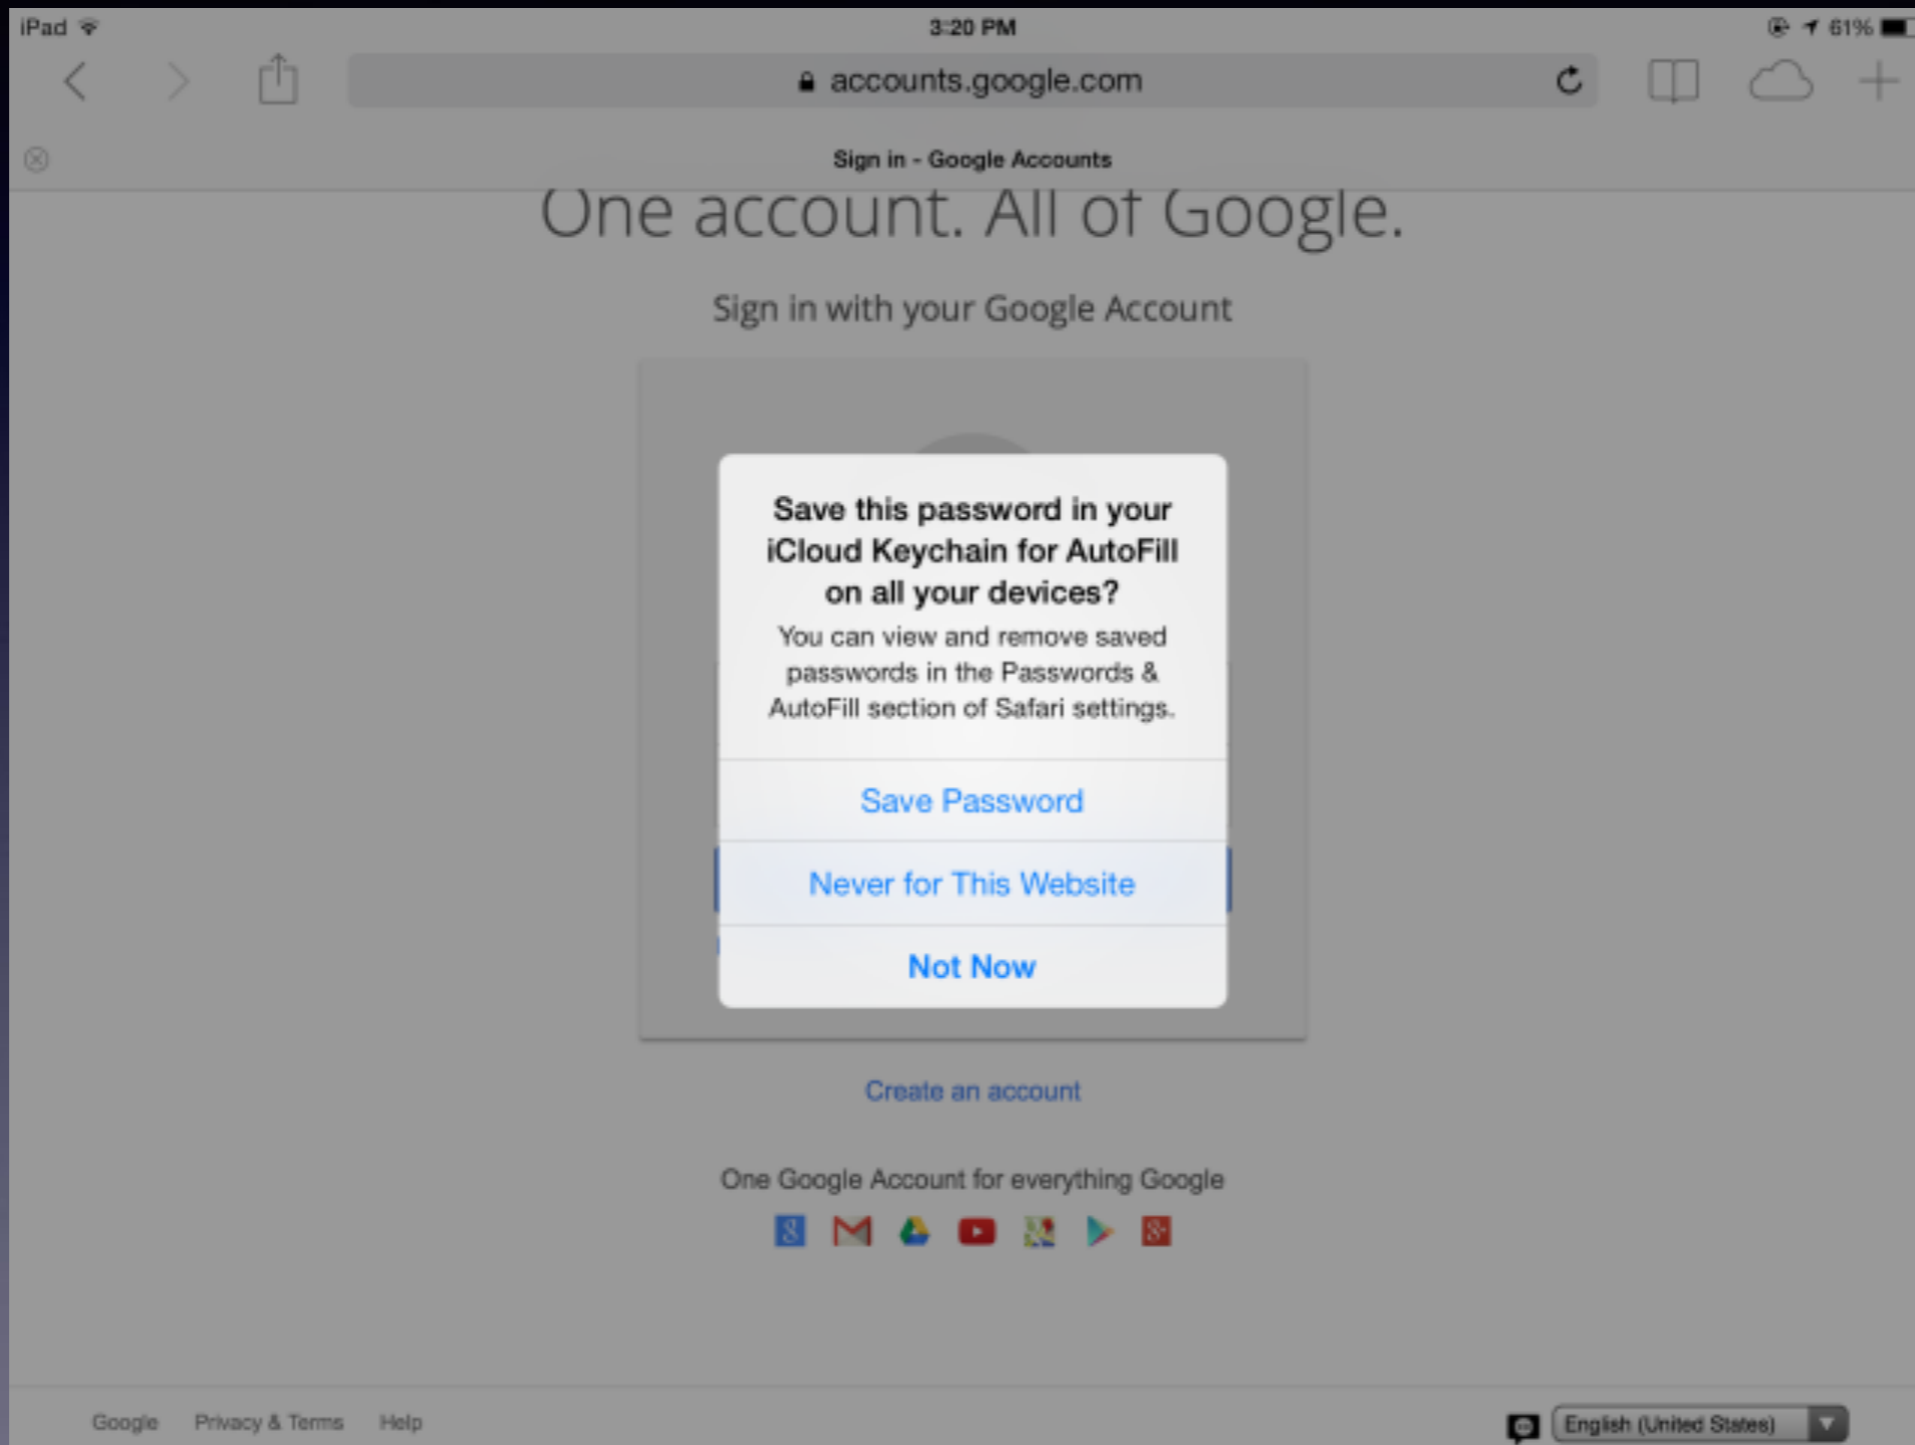 iPad 3:20 PM 61%
accounts.google.com
Sign in - Google Accounts
One account. All of Google.
Sign in with your Google Account
Save this password in your
iCloud Keychain for AutoFill
on all your devices?
You can view and remove saved
passwords in the Passwords &
AutoFill section of Safari settings.
Save Password
Never for This Website
Not Now
Create an account
One Google Account for everything Google
Google Privacy & Terms Help English (United States)